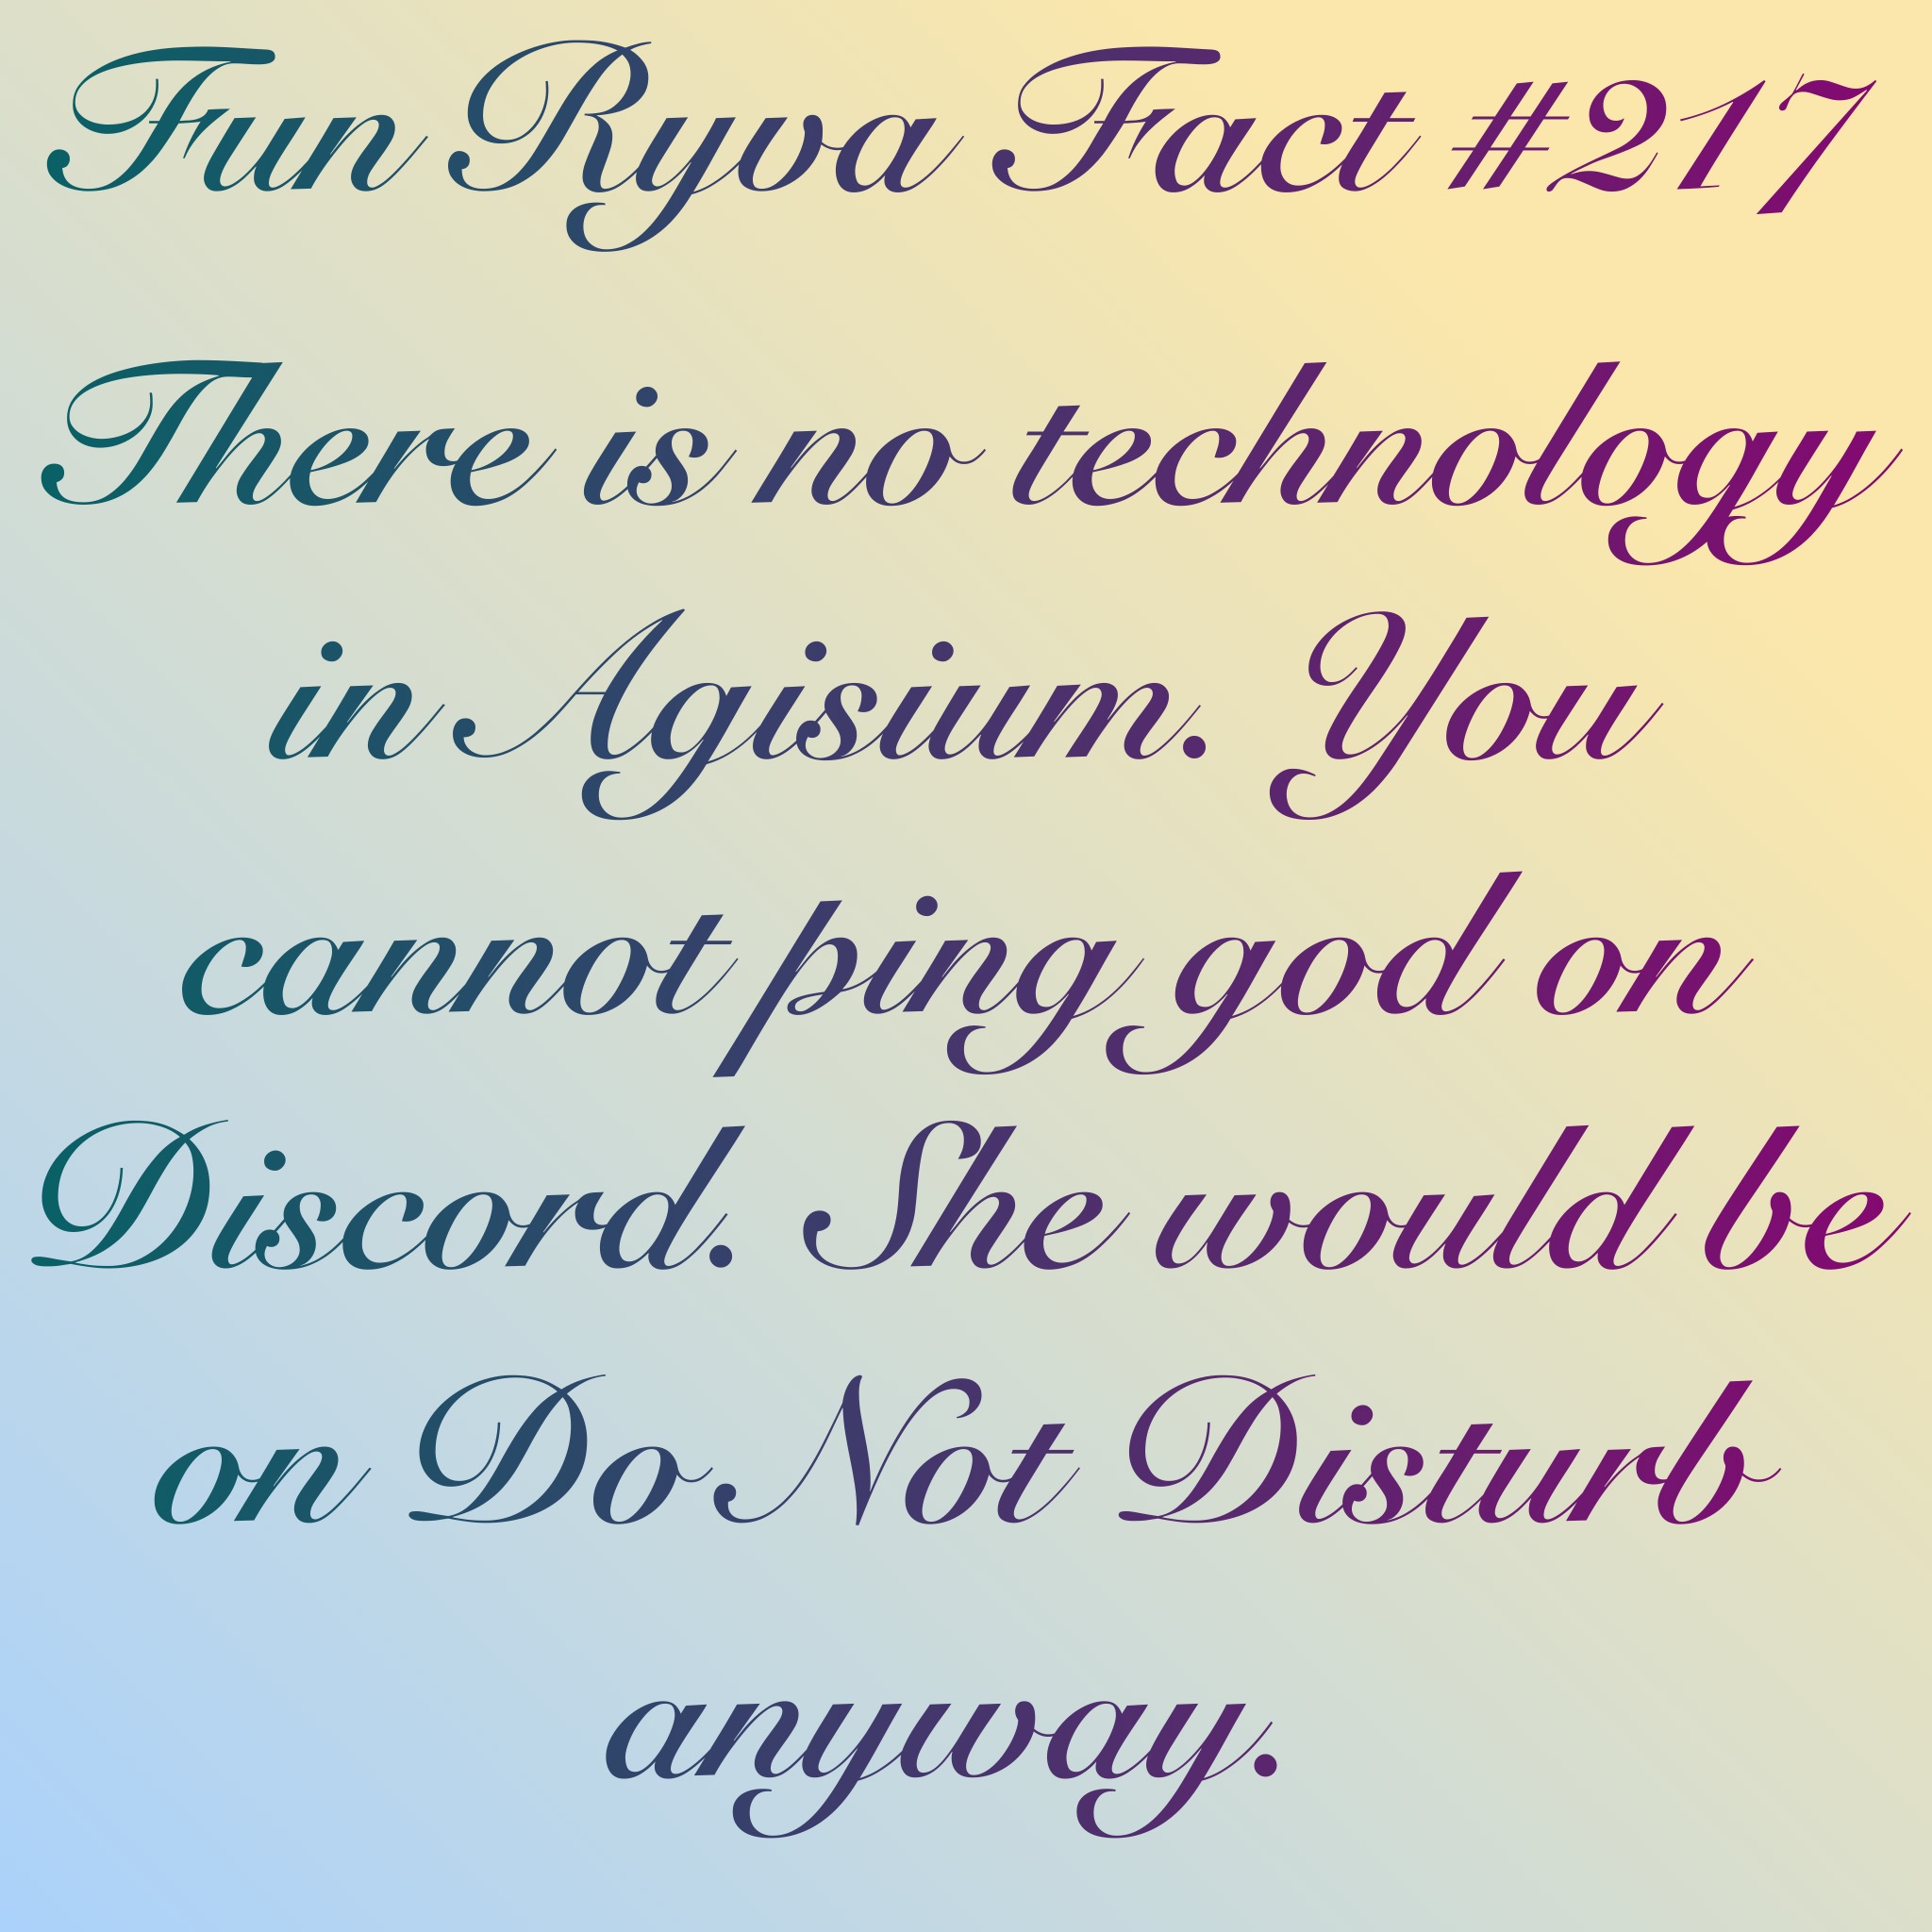 Fun Ryva Fact #217
There is no technology
in Agisium. You
cannot ping god on
Discord. She would be
on Do Not Disturb
anyway.